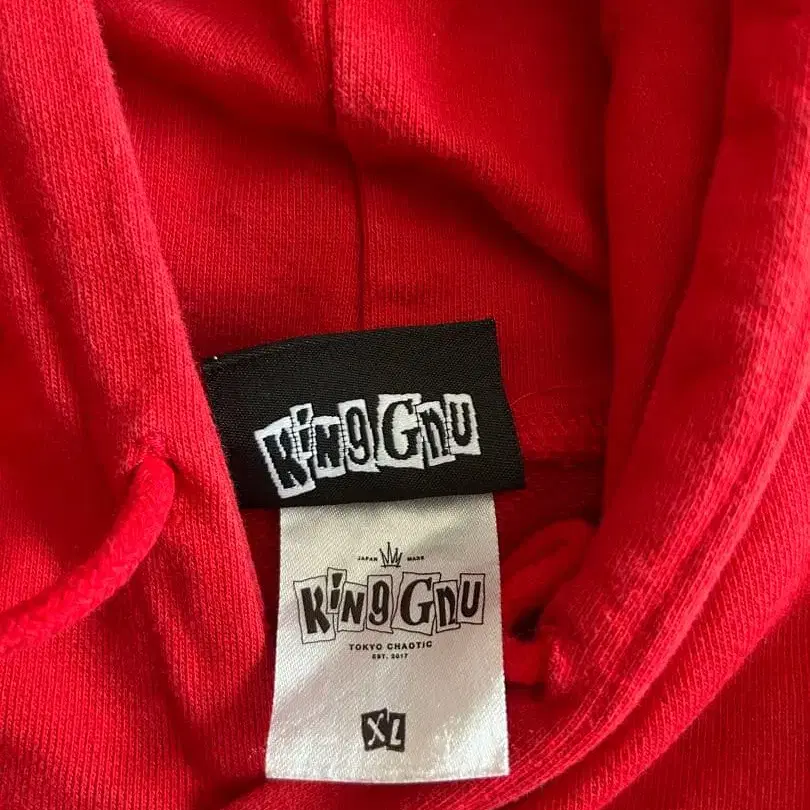 KiNg GnU
JAPAN MADE
KiNg GnU
TOKYO CHAOTIC
EST. 2017
XL